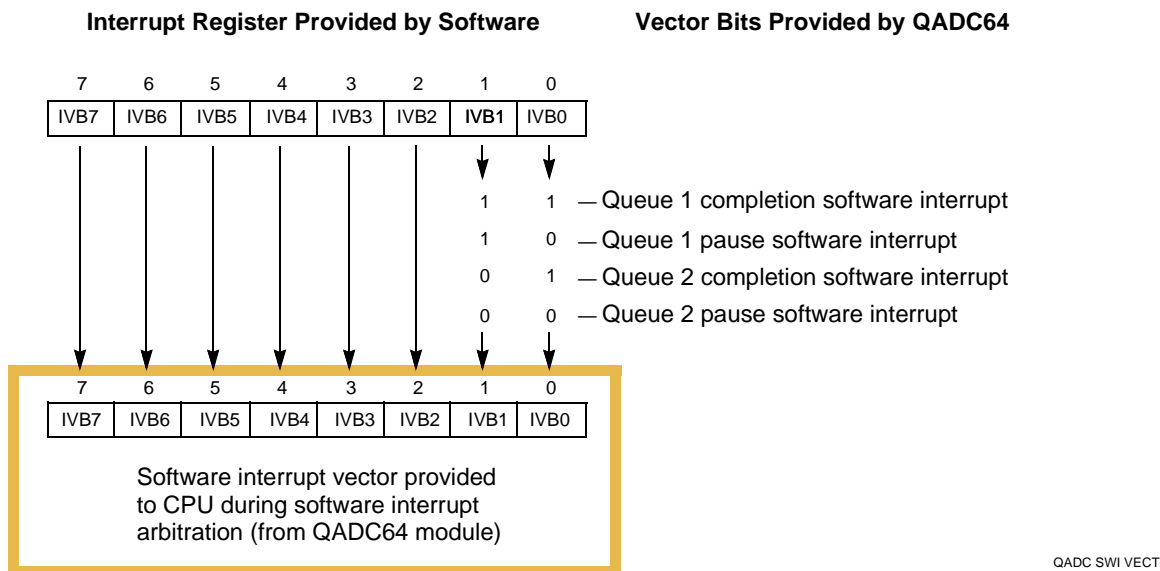 Interrupt Register Provided by Software Vector Bits Provided by QADC64
7 6 5 4 3 2 1 0
IVB7 IVB6 IVB5 IVB4 IVB3 IVB2 IVB1 IVB0
1 1 — Queue 1 completion software interrupt
1 0 — Queue 1 pause software interrupt
0 1 — Queue 2 completion software interrupt
0 0 — Queue 2 pause software interrupt
7 6 5 4 3 2 1 0
IVB7 IVB6 IVB5 IVB4 IVB3 IVB2 IVB1 IVB0
Software interrupt vector provided
to CPU during software interrupt
arbitration (from QADC64 module)
QADC SWI VECT